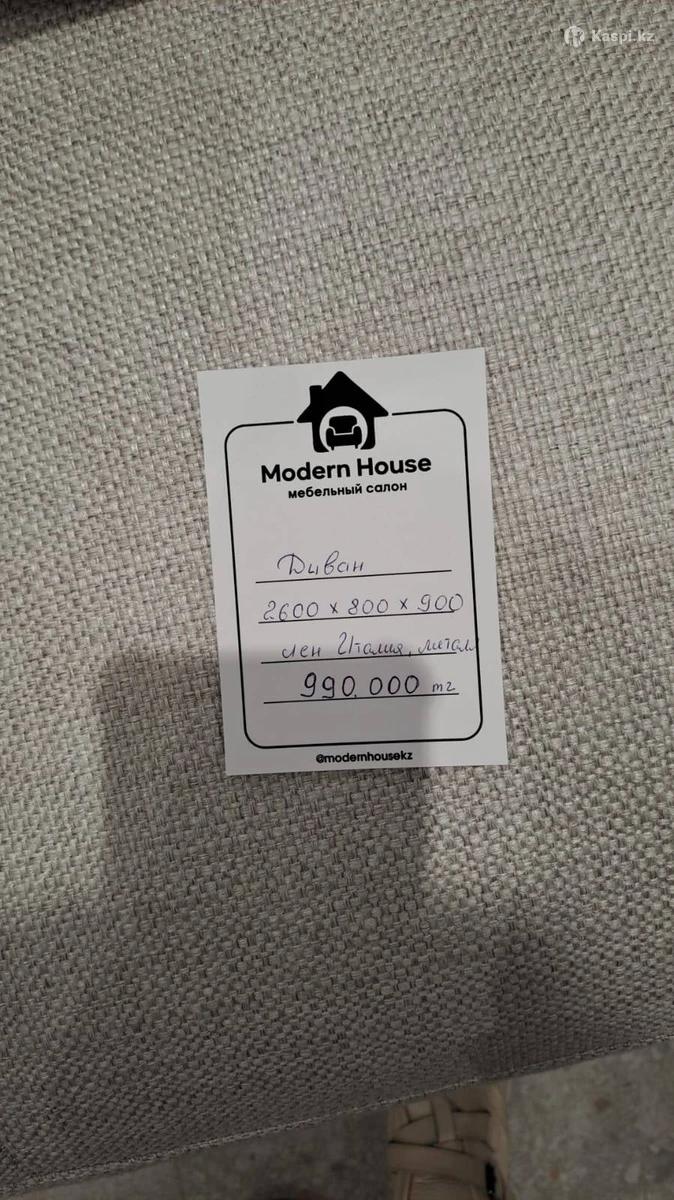 Kaspi.kz
Modern House
мебельный салон
Диван
2600 x 800 x 900
лен Италия, метал
990.000 тг
@modernhousekz